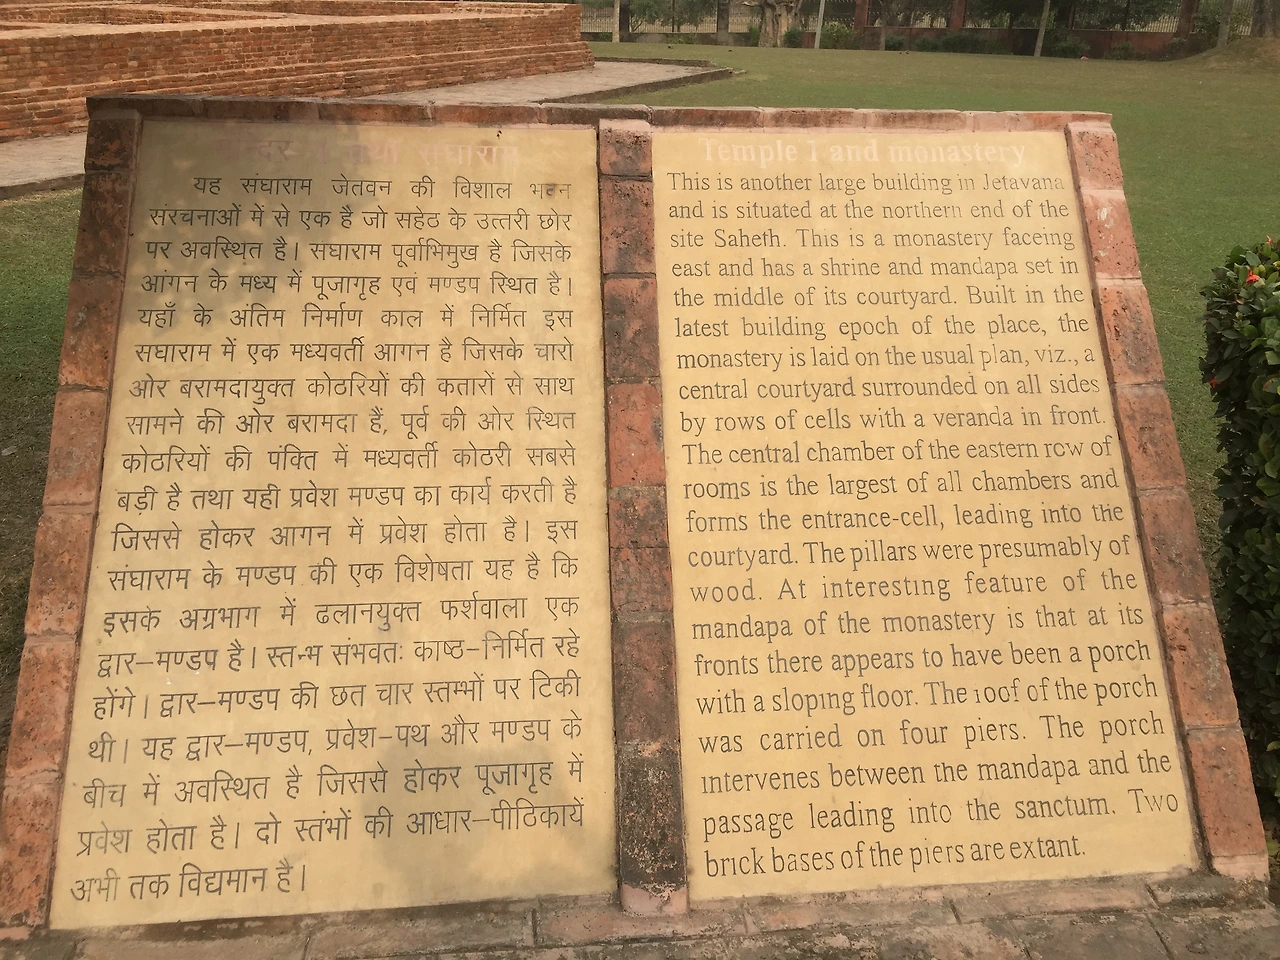 संघाराम
यह संघाराम जेतवन की विशाल भवन
संरचनाओं में से एक है जो सहेठ के उत्तरी छोर
पर अवस्थित है। संघाराम पूर्वाभिमुख है जिसके
आंगन के मध्य में पूजागृह एवं मण्डप स्थित है।
यहाँ के अंतिम निर्माण काल में निर्मित इस
संघाराम में एक मध्यवर्ती आगन है जिसके चारो
ओर बरामदायुक्त कोठरियों की कतारों से साथ
सामने की ओर बरामदा हैं, पूर्व की ओर स्थित
कोठरियों की पंक्ति में मध्यवर्ती कोठरी सबसे
बड़ी है तथा यही प्रवेश मण्डप का कार्य करती है
जिससे होकर आगन में प्रवेश होता है। इस
संघाराम के मण्डप की एक विशेषता यह है कि
इसके अग्रभाग में ढलानयुक्त फर्शवाला एक
द्वार–मण्डप है। स्तम्भ संभवतः काष्ठ–निर्मित रहे
होंगे। द्वार–मण्डप की छत चार स्तम्भों पर टिकी
थी। यह द्वार–मण्डप, प्रवेश–पथ और मण्डप के
बीच में अवस्थित है जिससे होकर पूजागृह में
प्रवेश होता है। दो स्तंभों की आधार–पीठिकायें
अभी तक विद्यमान है।
Temple 1 and monastery
This is another large building in Jetavana
and is situated at the northern end of the
site Saheth. This is a monastery faceing
east and has a shrine and mandapa set in
the middle of its courtyard. Built in the
latest building epoch of the place, the
monastery is laid on the usual plan, viz., a
central courtyard surrounded on all sides
by rows of cells with a veranda in front.
The central chamber of the eastern row of
rooms is the largest of all chambers and
forms the entrance-cell, leading into the
courtyard. The pillars were presumably of
wood. At interesting feature of the
mandapa of the monastery is that at its
fronts there appears to have been a porch
with a sloping floor. The roof of the porch
was carried on four piers. The porch
intervenes between the mandapa and the
passage leading into the sanctum. Two
brick bases of the piers are extant.